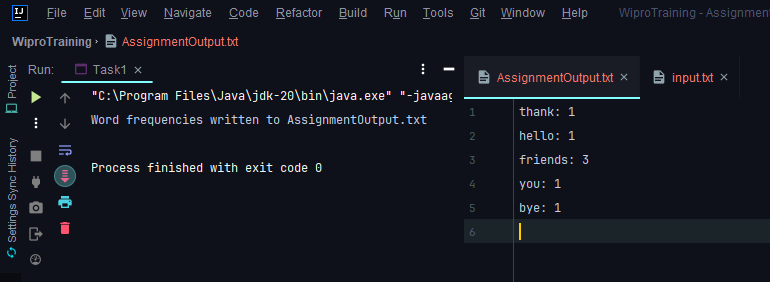 IJ File Edit View Navigate Code Refactor Build Run Tools Git Window Help WiproTraining - Assignment
WiproTraining › AssignmentOutput.txt
Project
Settings Sync History
Run: Task1 ×
"C:\Program Files\Java\jdk-20\bin\java.exe" "-javaag
Word frequencies written to AssignmentOutput.txt
Process finished with exit code 0
AssignmentOutput.txt × input.txt ×
1 thank: 1
2 hello: 1
3 friends: 3
4 you: 1
5 bye: 1
6